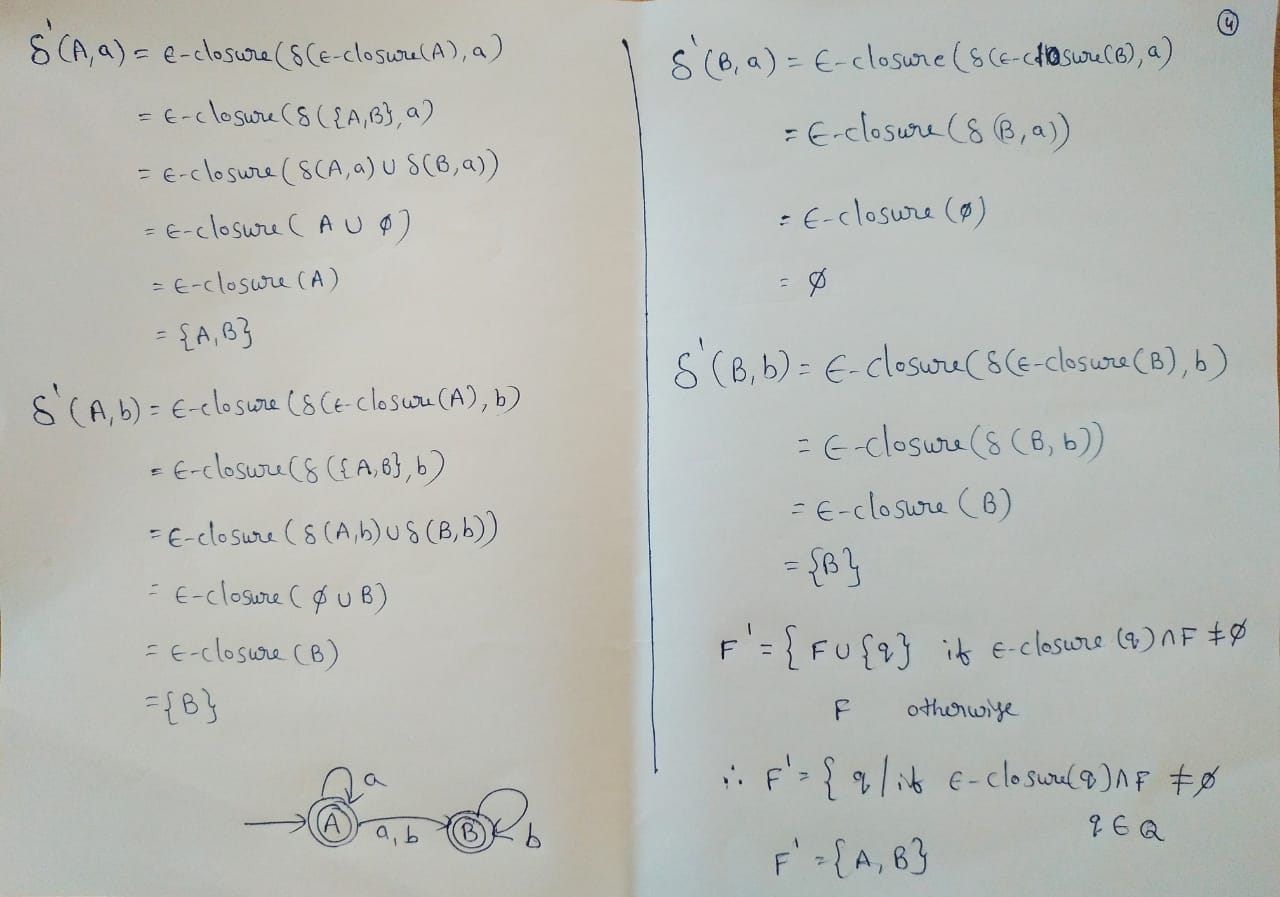 δ'(A,a) = ϵ-closure(δ(ϵ-closure(A),a)
= ϵ-closure(δ({A,B},a)
= ϵ-closure(δ(A,a) ∪ δ(B,a))
= ϵ-closure( A ∪ ∅)
= ϵ-closure(A)
= {A,B}
δ'(A,b) = ϵ-closure(δ(ϵ-closure(A),b)
= ϵ-closure(δ({A,B},b)
= ϵ-closure(δ(A,b) ∪ δ(B,b))
= ϵ-closure( ∅ ∪ B)
= ϵ-closure(B)
= {B}
A a a,b B b
4
δ'(B,a) = ϵ-closure(δ(ϵ-closure(B),a)
= ϵ-closure(δ(B,a))
= ϵ-closure(∅)
= ∅
δ'(B,b) = ϵ-closure(δ(ϵ-closure(B),b)
= ϵ-closure(δ(B,b))
= ϵ-closure(B)
= {B}
F' = { F ∪ {q} if ϵ-closure(q) ∩ F ≠ ∅
F otherwise
∴ F' = { q / if ϵ-closure(q) ∩ F ≠ ∅
q ∈ Q
F' = {A,B}